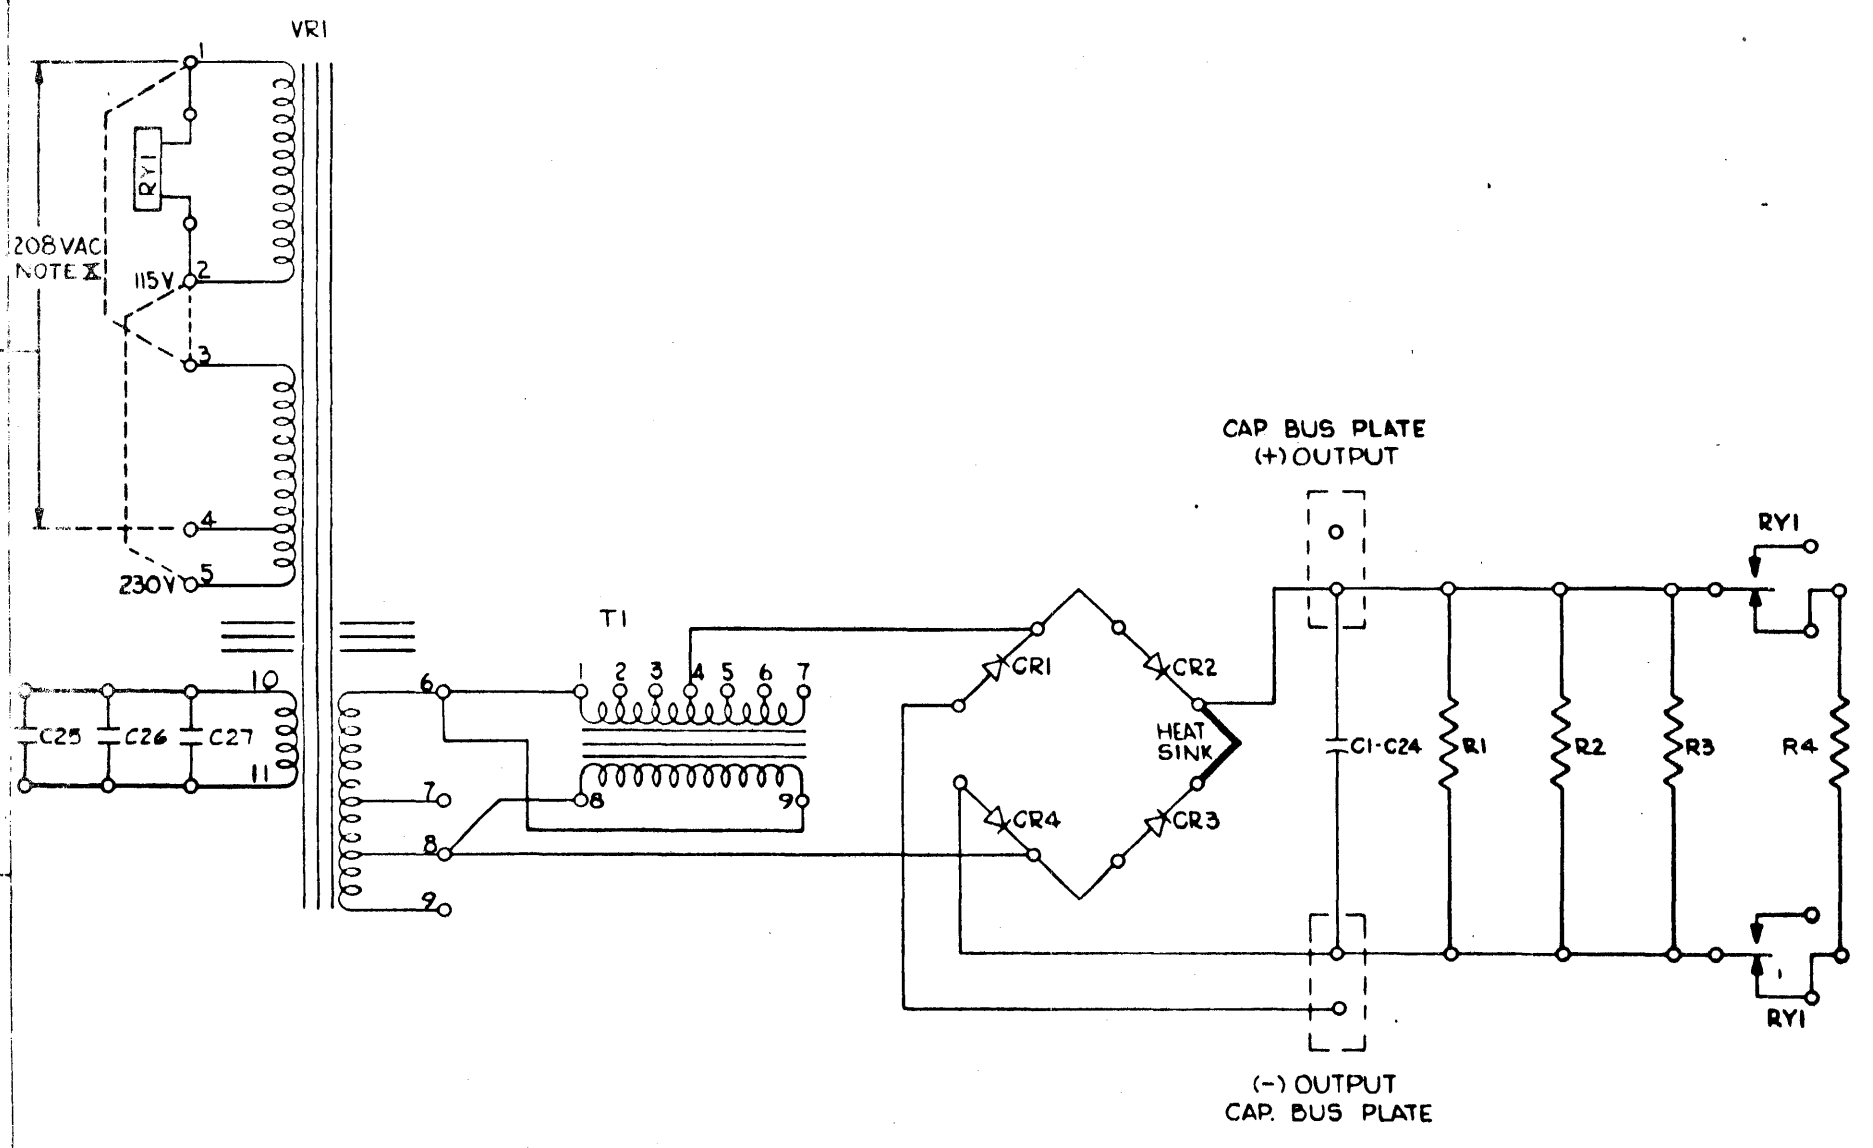 VR1
1
RY1
208 VAC
NOTE X
115V
2
3
4
230V
5
10
C25
C26
C27
11
6
7
8
9
T1
1 2 3 4 5 6 7
8
9
CR1
CR2
HEAT
SINK
CR4
CR3
CAP. BUS PLATE
(+) OUTPUT
C1-C24
R1
R2
R3
R4
RY1
RY1
(-) OUTPUT
CAP. BUS PLATE